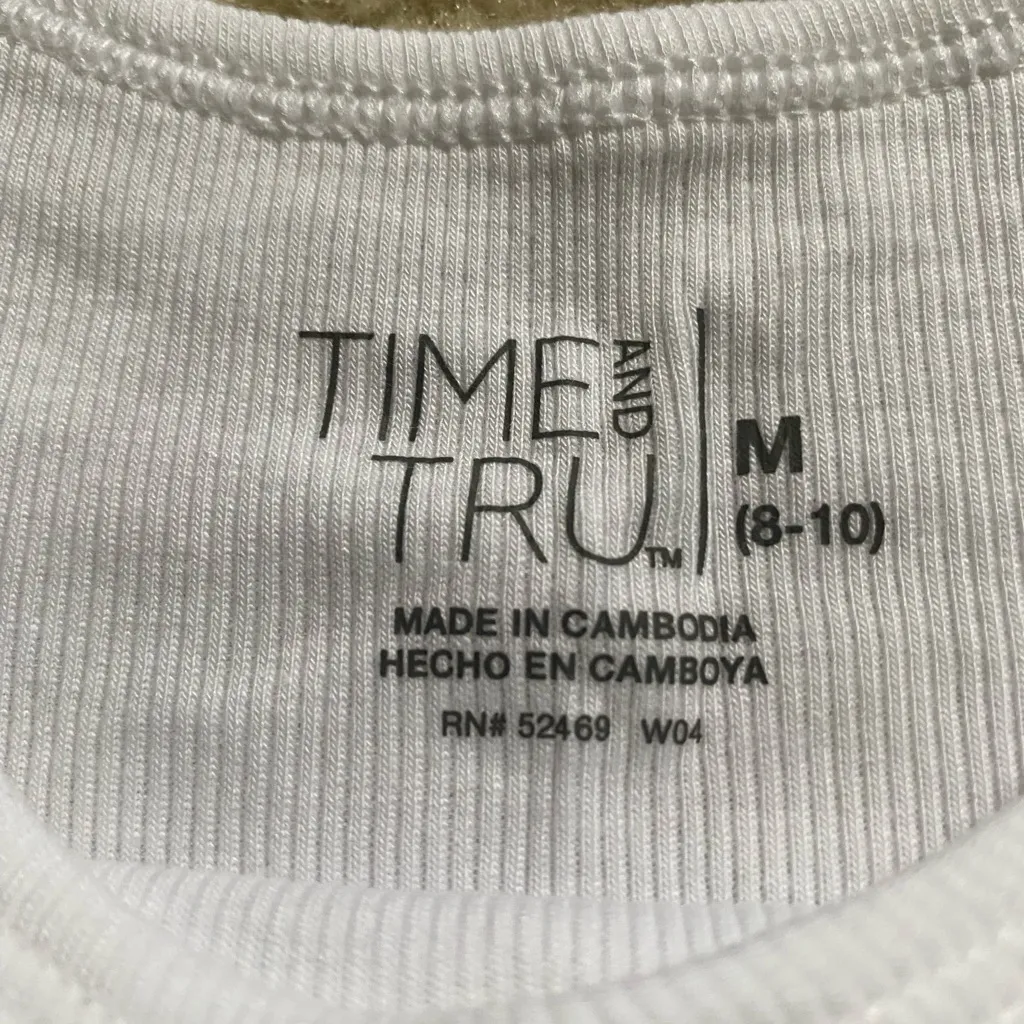 TIME AND
TRU™
M
(8-10)
MADE IN CAMBODIA
HECHO EN CAMBOYA
RN# 52469 W04